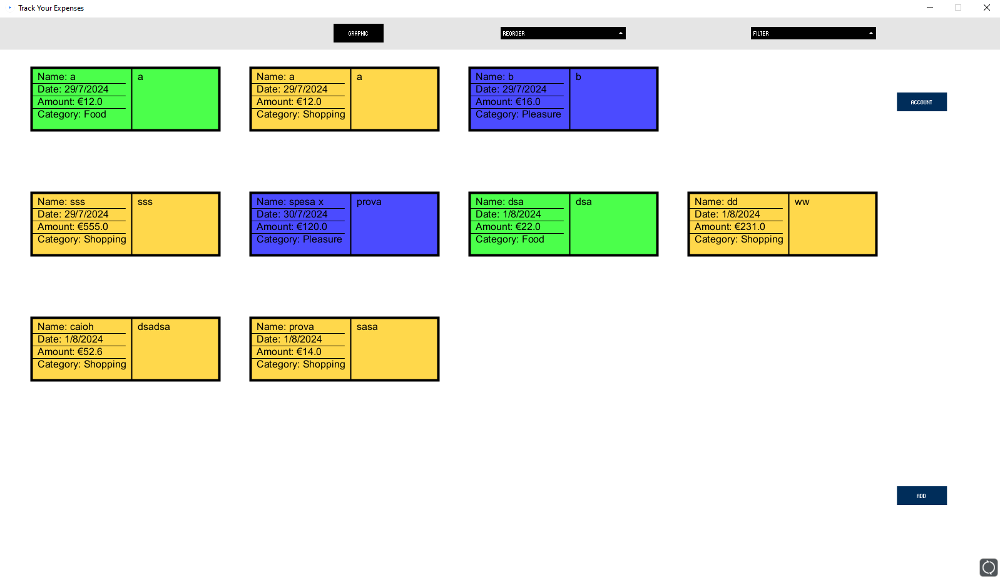 Track Your Expenses
GRAPHIC
REORDER
FILTER
Name: a
Date: 29/7/2024
Amount: €12.0
Category: Food
a
Name: a
Date: 29/7/2024
Amount: €12.0
Category: Shopping
a
Name: b
Date: 29/7/2024
Amount: €16.0
Category: Pleasure
b
ACCOUNT
Name: sss
Date: 29/7/2024
Amount: €555.0
Category: Shopping
sss
Name: spesa x
Date: 30/7/2024
Amount: €120.0
Category: Pleasure
prova
Name: dsa
Date: 1/8/2024
Amount: €22.0
Category: Food
dsa
Name: dd
Date: 1/8/2024
Amount: €231.0
Category: Shopping
ww
Name: caioh
Date: 1/8/2024
Amount: €52.6
Category: Shopping
dsadsa
Name: prova
Date: 1/8/2024
Amount: €14.0
Category: Shopping
sasa
ADD